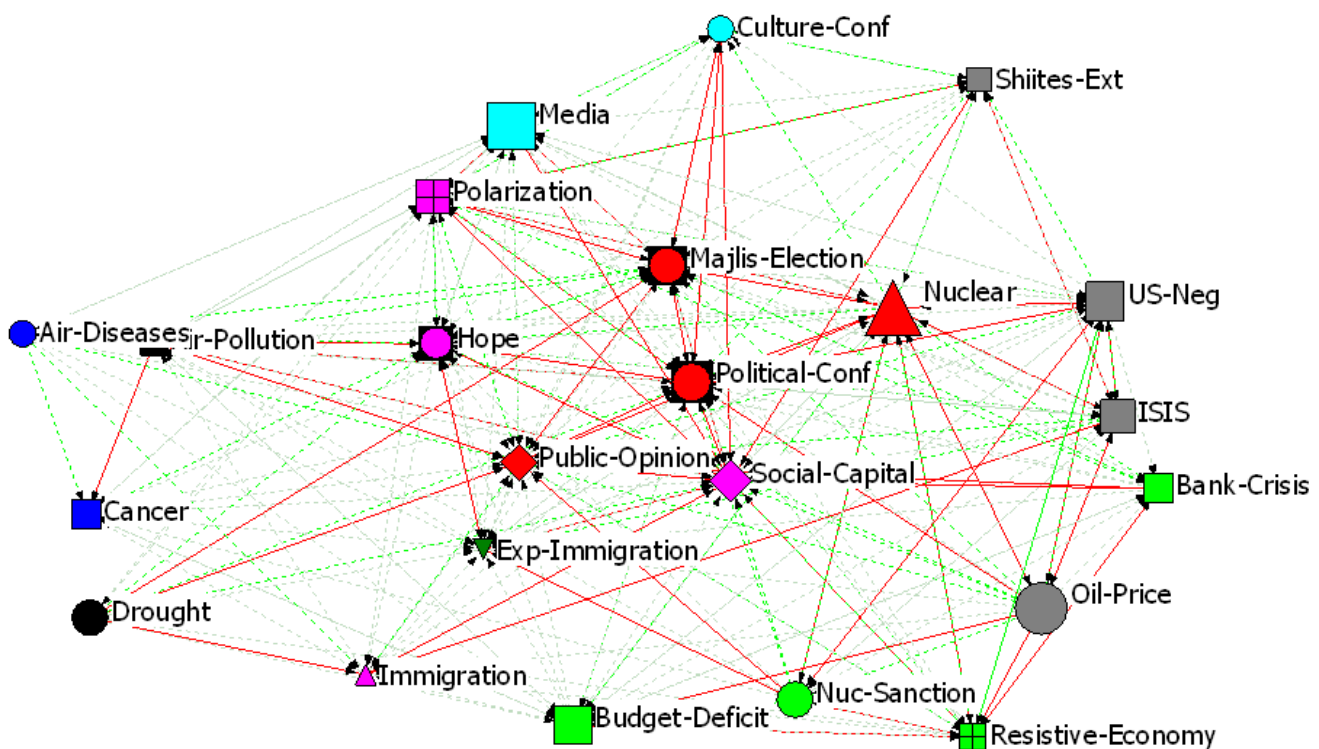 Culture-Conf
Shiites-Ext
Media
Polarization
Majlis-Election
Nuclear
US-Neg
Air-Diseases
ir-Pollution
Hope
Political-Conf
ISIS
Public-Opinion
Social-Capital
Bank-Crisis
Cancer
Exp-Immigration
Drought
Oil-Price
Immigration
Nuc-Sanction
Budget-Deficit
Resistive-Economy